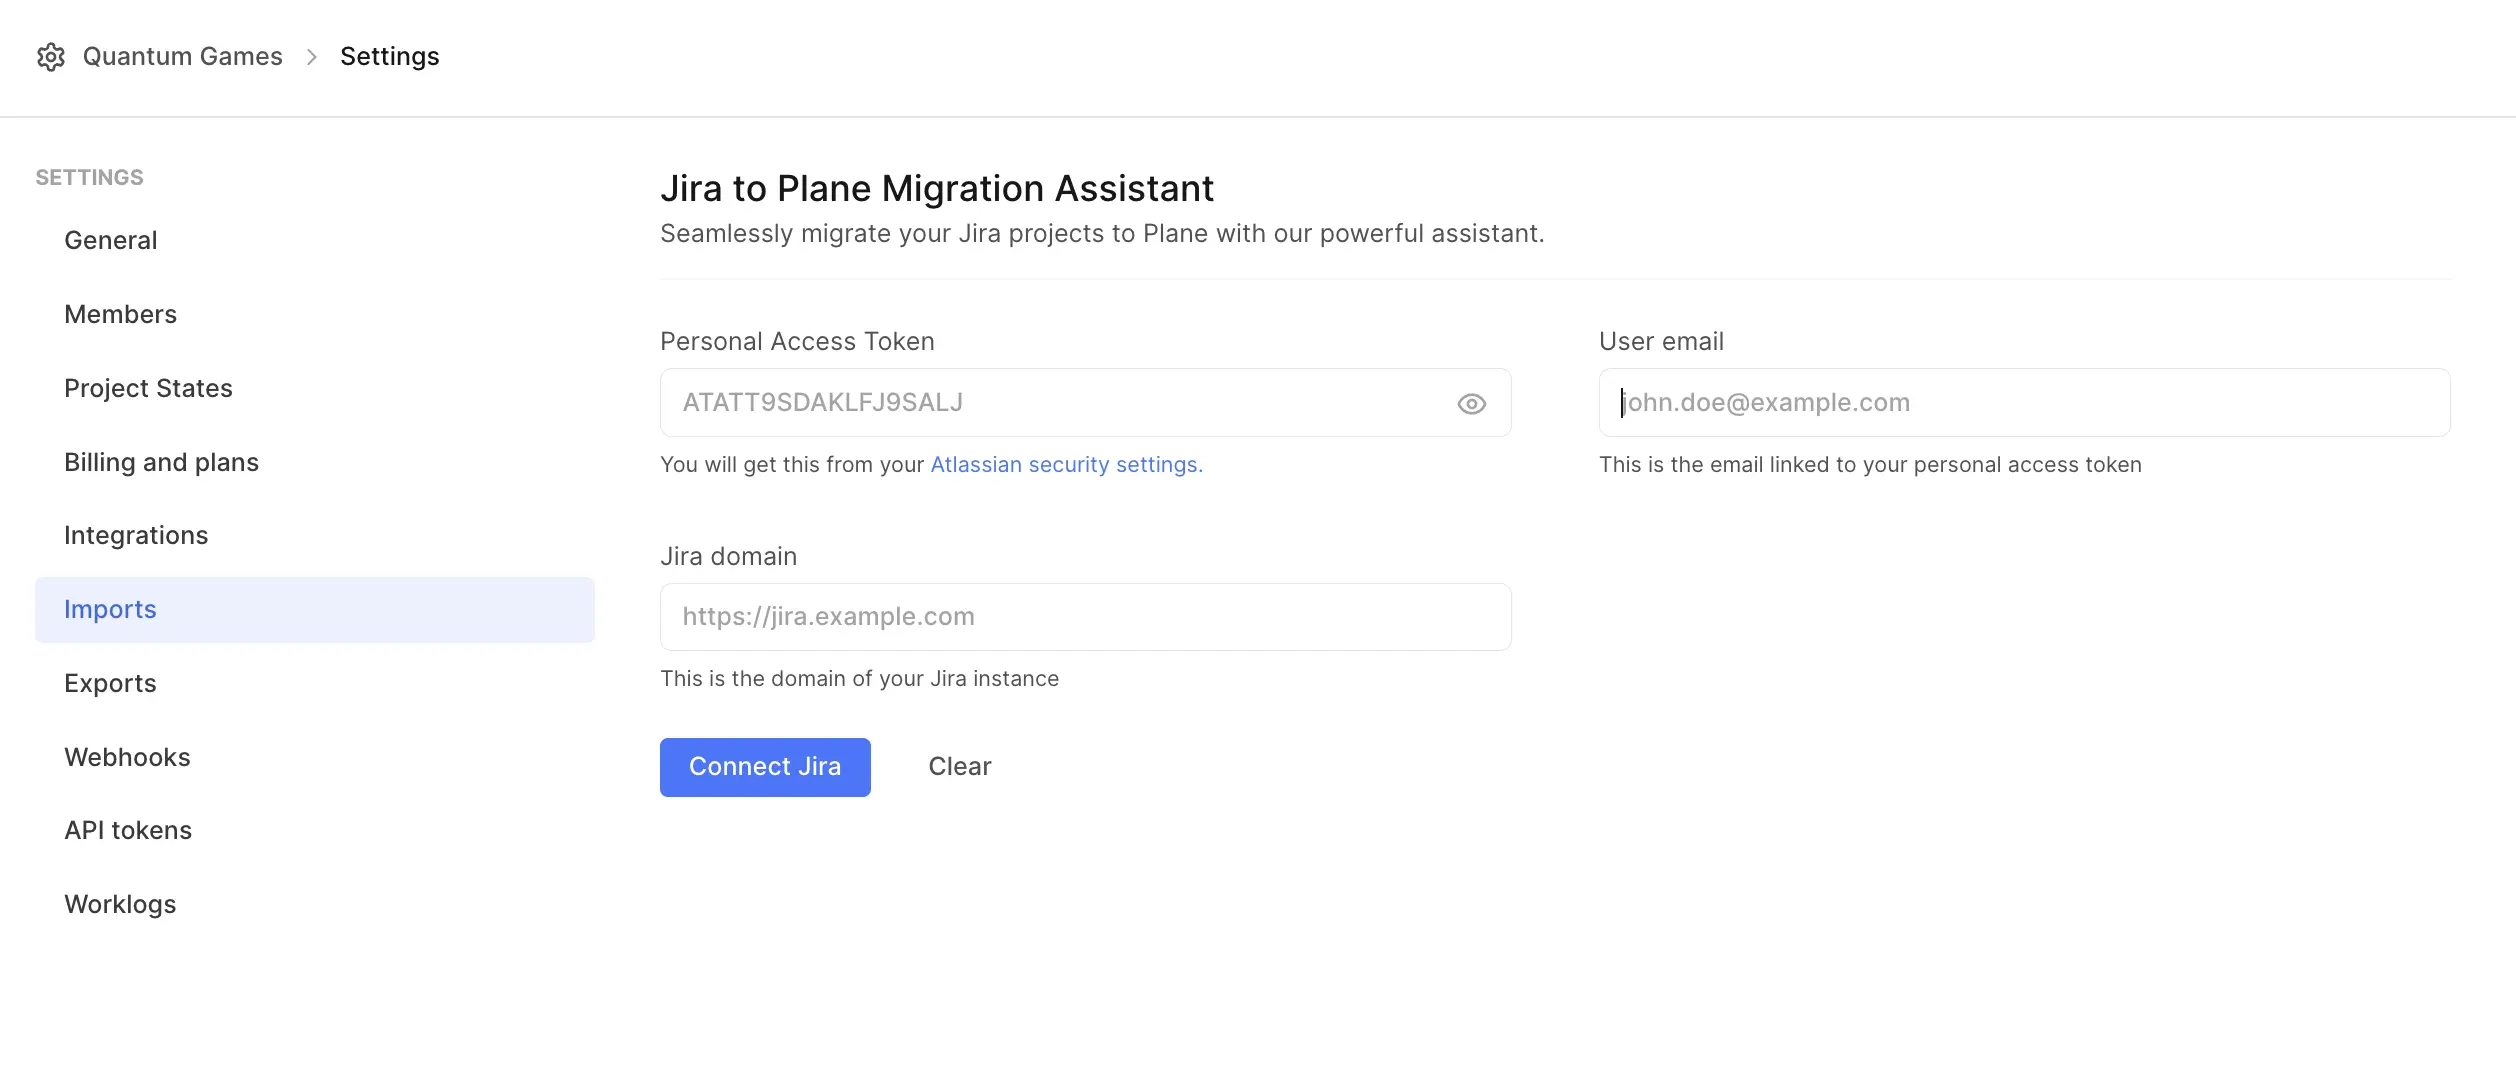 Quantum Games > Settings
SETTINGS
General
Members
Project States
Billing and plans
Integrations
Imports
Exports
Webhooks
API tokens
Worklogs
Jira to Plane Migration Assistant
Seamlessly migrate your Jira projects to Plane with our powerful assistant.
Personal Access Token
ATATT9SDAKLFJ9SALJ
You will get this from your Atlassian security settings.
User email
john.doe@example.com
This is the email linked to your personal access token
Jira domain
https://jira.example.com
This is the domain of your Jira instance
Connect Jira
Clear